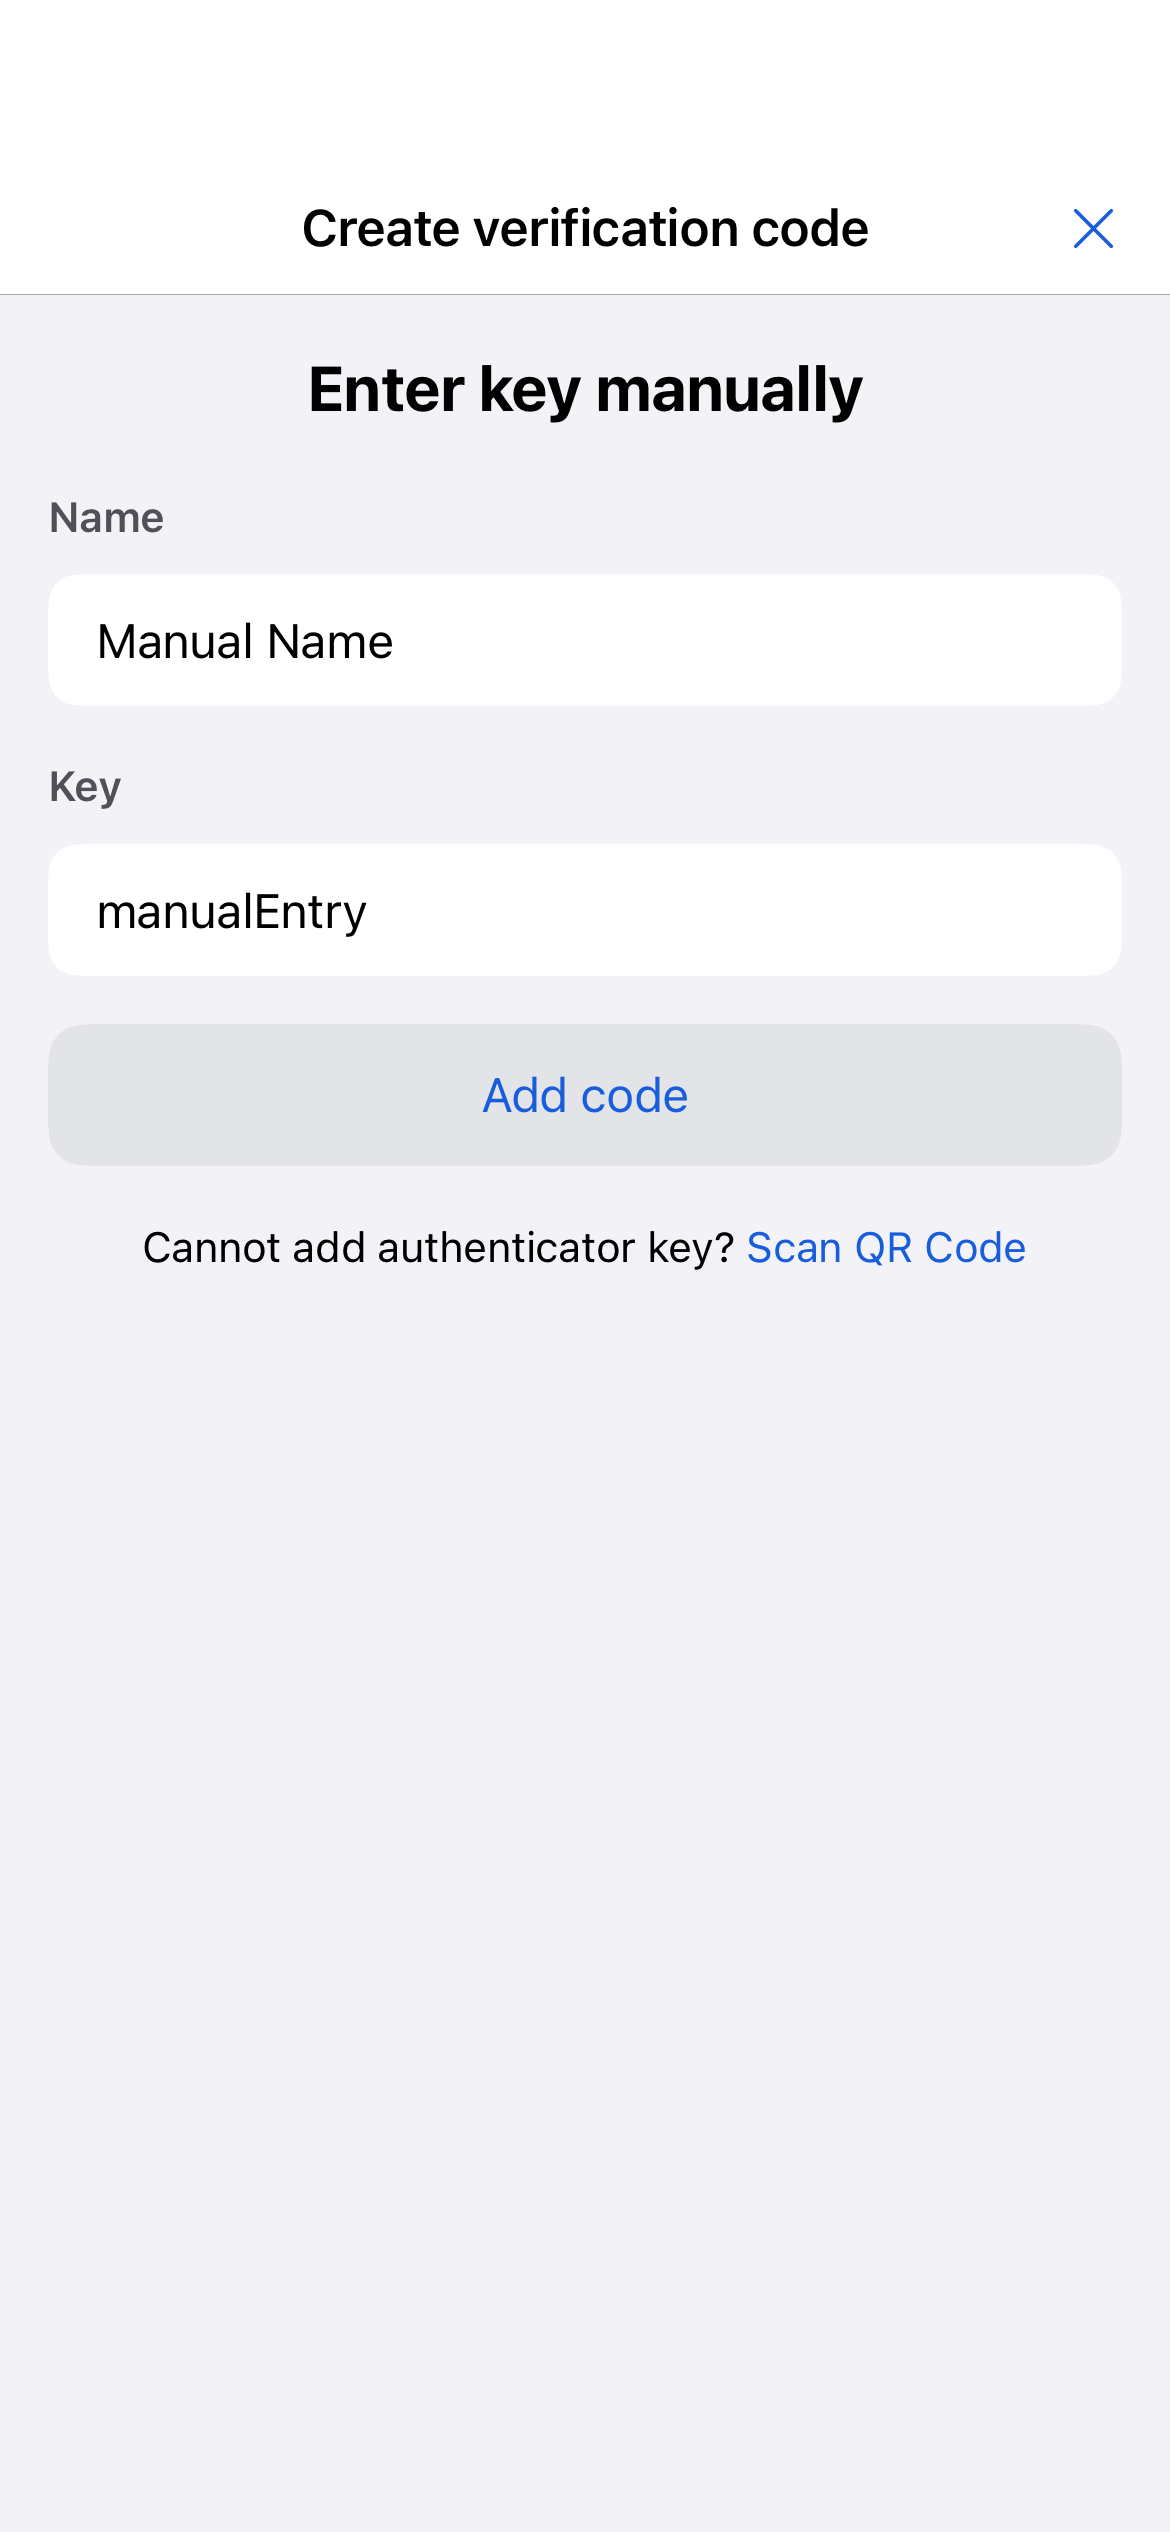 Create verification code
Enter key manually
Name
Manual Name
Key
manualEntry
Add code
Cannot add authenticator key? Scan QR Code